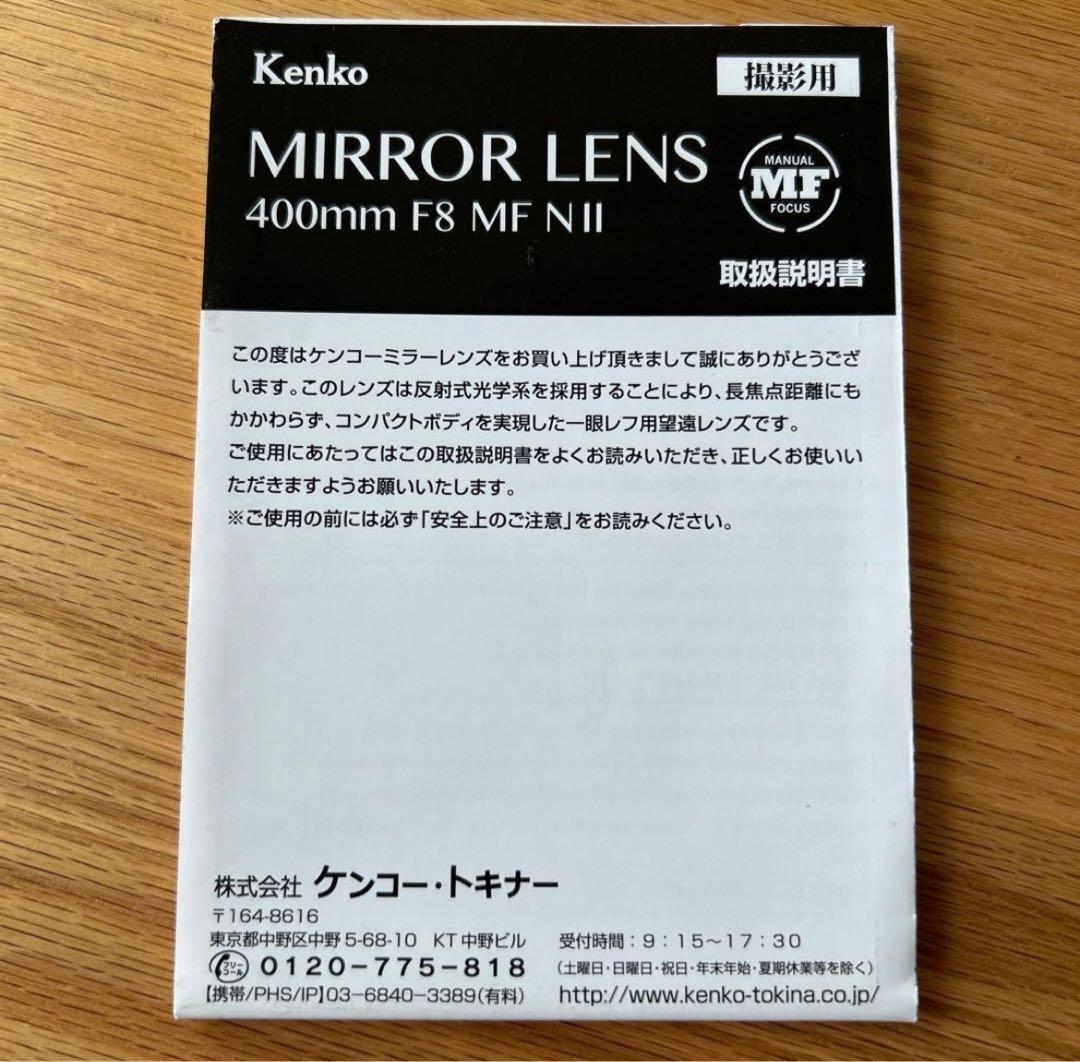 Kenko
撮影用
MIRROR LENS
400mm F8 MF N II
MANUAL
MF
FOCUS
取扱説明書
この度はケンコーミラーレンズをお買い上げ頂きまして誠にありがとうござ
います。このレンズは反射式光学系を採用することにより、長焦点距離にも
かかわらず、コンパクトボディを実現した一眼レフ用望遠レンズです。
ご使用にあたってはこの取扱説明書をよくお読みいただき、正しくお使いい
ただきますようお願いいたします。
※ご使用の前には必ず「安全上のご注意」をお読みください。
株式会社 ケンコー・トキナー
〒164-8616
東京都中野区中野 5-68-10 KT 中野ビル
フリーコール 0120-775-818
【携帯/PHS/IP】03-6840-3389(有料)
受付時間:9:15〜17:30
(土曜日・日曜日・祝日・年末年始・夏期休業等を除く)
http://www.kenko-tokina.co.jp/